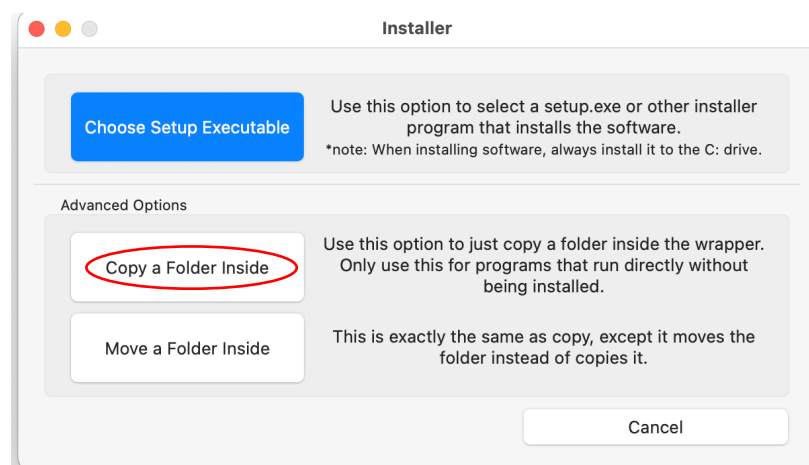 Installer
Choose Setup Executable
Use this option to select a setup.exe or other installer
program that installs the software.
*note: When installing software, always install it to the C: drive.
Advanced Options
Copy a Folder Inside
Use this option to just copy a folder inside the wrapper.
Only use this for programs that run directly without
being installed.
Move a Folder Inside
This is exactly the same as copy, except it moves the
folder instead of copies it.
Cancel